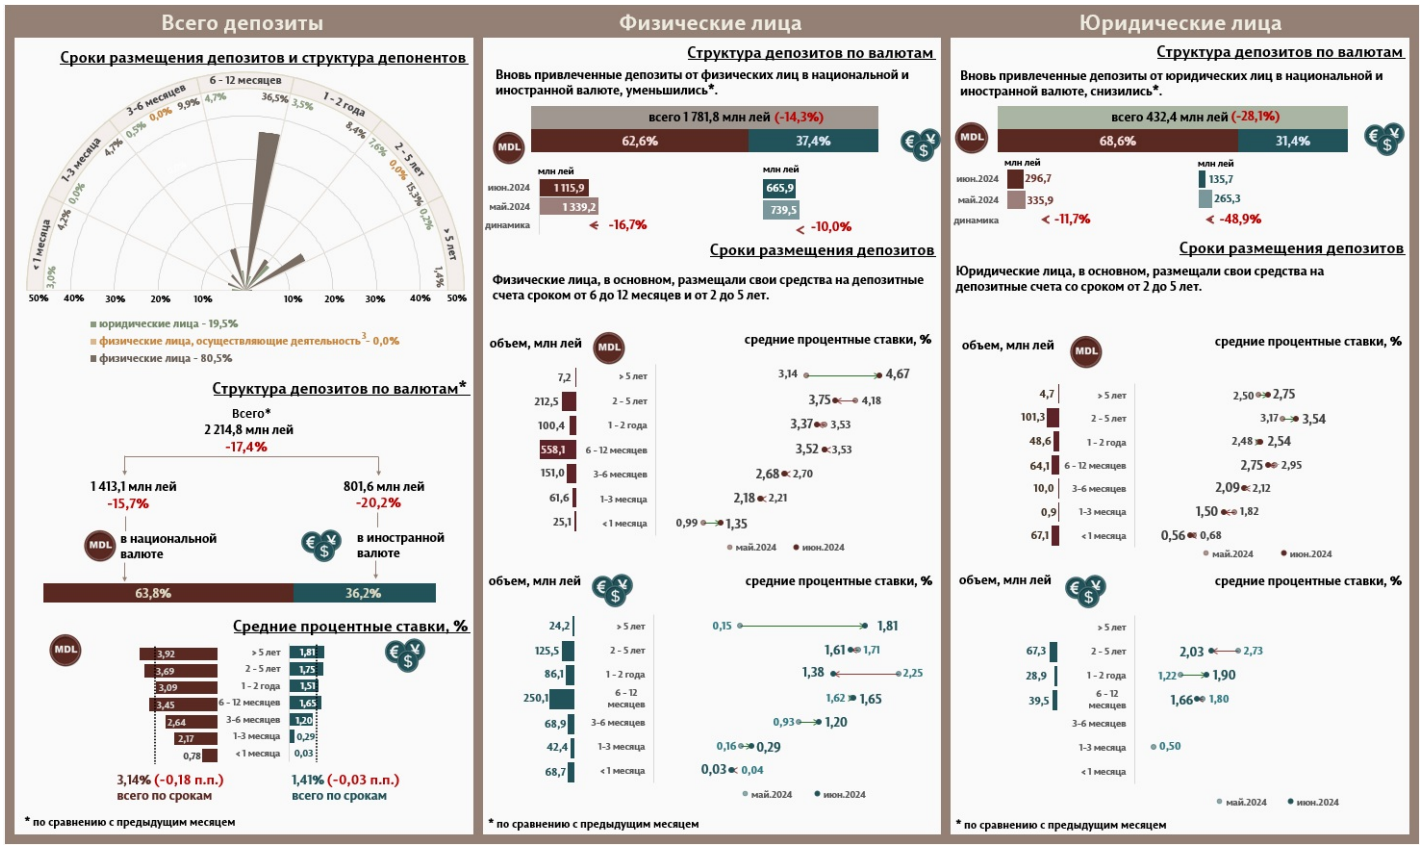 Всего депозиты
Сроки размещения депозитов и структура депонентов
< 1 месяца
1-3 месяца
3-6 месяцев
6 - 12 месяцев
1 - 2 года
2 - 5 лет
> 5 лет
3,0%
4,2%
0,0%
4,7%
0,5%
0,0%
9,9%
4,7%
36,5%
3,5%
8,4%
7,6%
0,0%
15,3%
0,2%
1,4%
50% 40% 30% 20% 10% 10% 20% 30% 40% 50%
юридические лица - 19,5%
физические лица, осуществляющие деятельность 3 - 0,0%
физические лица - 80,5%
Структура депозитов по валютам*
Всего*
2 214,8 млн лей
-17,4%
1 413,1 млн лей
-15,7%
801,6 млн лей
-20,2%
MDL
в национальной
валюте
€ $ ¥
в иностранной
валюте
63,8% 36,2%
Средние процентные ставки, %
MDL
€ $ ¥
3,92 > 5 лет 1,81
3,69 2 - 5 лет 1,75
3,09 1 - 2 года 1,51
3,45 6 - 12 месяцев 1,65
2,64 3-6 месяцев 1,20
2,17 1-3 месяца 0,29
0,78 < 1 месяца 0,03
3,14% (-0,18 п.п.)
всего по срокам
1,41% (-0,03 п.п.)
всего по срокам
* по сравнению с предыдущим месяцем
Физические лица
Структура депозитов по валютам
Вновь привлеченные депозиты от физических лиц в национальной и
иностранной валюте, уменьшились*.
всего 1 781,8 млн лей (-14,3%)
MDL
62,6% 37,4%
€ $ ¥
млн лей млн лей
июн.2024 1 115,9 665,9
май.2024 1 339,2 739,5
динамика -16,7% -10,0%
Сроки размещения депозитов
Физические лица, в основном, размещали свои средства на депозитные
счета сроком от 6 до 12 месяцев и от 2 до 5 лет.
объем, млн лей MDL средние процентные ставки, %
7,2 > 5 лет 3,14 4,67
212,5 2 - 5 лет 3,75 4,18
100,4 1 - 2 года 3,37 3,53
558,1 6 - 12 месяцев 3,52 3,53
151,0 3-6 месяцев 2,68 2,70
61,6 1-3 месяца 2,18 2,21
25,1 < 1 месяца 0,99 1,35
май.2024 июн.2024
объем, млн лей € $ ¥ средние процентные ставки, %
24,2 > 5 лет 0,15 1,81
125,5 2 - 5 лет 1,61 1,71
86,1 1 - 2 года 1,38 2,25
250,1 6 - 12
месяцев 1,62 1,65
68,9 3-6 месяцев 0,93 1,20
42,4 1-3 месяца 0,16 0,29
68,7 < 1 месяца 0,03 0,04
май.2024 июн.2024
* по сравнению с предыдущим месяцем
Юридические лица
Структура депозитов по валютам
Вновь привлеченные депозиты от юридических лиц в национальной и
иностранной валюте, снизились*.
всего 432,4 млн лей (-28,1%)
MDL
68,6% 31,4%
€ $ ¥
млн лей млн лей
июн.2024 296,7 135,7
май.2024 335,9 265,3
динамика -11,7% -48,9%
Сроки размещения депозитов
Юридические лица, в основном, размещали свои средства на
депозитные счета со сроком от 2 до 5 лет.
объем, млн лей MDL средние процентные ставки, %
4,7 > 5 лет 2,50 2,75
101,3 2 - 5 лет 3,17 3,54
48,6 1 - 2 года 2,48 2,54
64,1 6 - 12 месяцев 2,75 2,95
10,0 3-6 месяцев 2,09 2,12
0,9 1-3 месяца 1,50 1,82
67,1 < 1 месяца 0,56 0,68
май.2024 июн.2024
объем, млн лей € $ ¥ средние процентные ставки, %
> 5 лет
67,3 2 - 5 лет 2,03 2,73
28,9 1 - 2 года 1,22 1,90
39,5 6 - 12
месяцев 1,66 1,80
3-6 месяцев
1-3 месяца 0,50
< 1 месяца
май.2024 июн.2024
* по сравнению с предыдущим месяцем